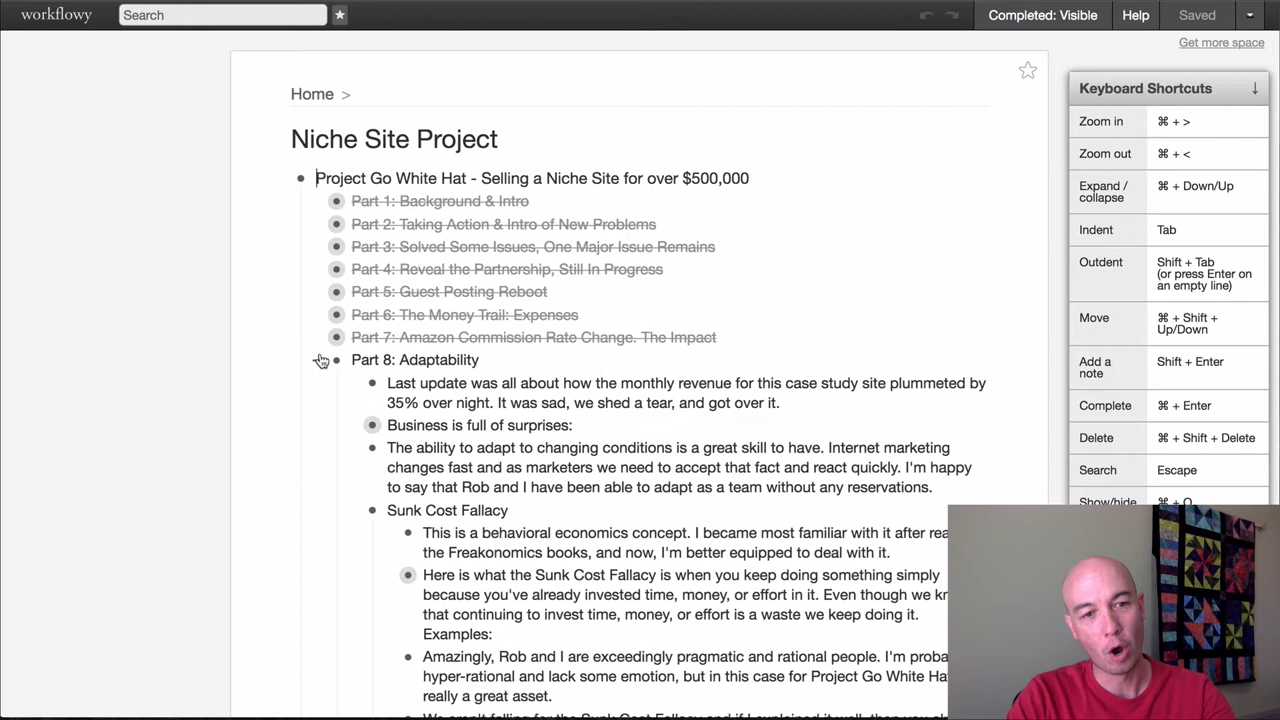 workflowy
Search
Completed: Visible
Help
Saved
Get more space
Home >
Niche Site Project
Project Go White Hat - Selling a Niche Site for over $500,000
Part 1: Background & Intro
Part 2: Taking Action & Intro of New Problems
Part 3: Solved Some Issues, One Major Issue Remains
Part 4: Reveal the Partnership, Still In Progress
Part 5: Guest Posting Reboot
Part 6: The Money Trail: Expenses
Part 7: Amazon Commission Rate Change. The Impact
Part 8: Adaptability
Last update was all about how the monthly revenue for this case study site plummeted by
35% over night. It was sad, we shed a tear, and got over it.
Business is full of surprises:
The ability to adapt to changing conditions is a great skill to have. Internet marketing
changes fast and as marketers we need to accept that fact and react quickly. I'm happy
to say that Rob and I have been able to adapt as a team without any reservations.
Sunk Cost Fallacy
This is a behavioral economics concept. I became most familiar with it after rea
the Freakonomics books, and now, I'm better equipped to deal with it.
Here is what the Sunk Cost Fallacy is when you keep doing something simply
because you've already invested time, money, or effort in it. Even though we kn
that continuing to invest time, money, or effort is a waste we keep doing it.
Examples:
Amazingly, Rob and I are exceedingly pragmatic and rational people. I'm proba
hyper-rational and lack some emotion, but in this case for Project Go White Ha
really a great asset.
Keyboard Shortcuts ↓
Zoom in ⌘ + >
Zoom out ⌘ + <
Expand / collapse ⌘ + Down/Up
Indent Tab
Outdent Shift + Tab
(or press Enter on
an empty line)
Move ⌘ + Shift +
Up/Down
Add a note Shift + Enter
Complete ⌘ + Enter
Delete ⌘ + Shift + Delete
Search Escape
Show/hide